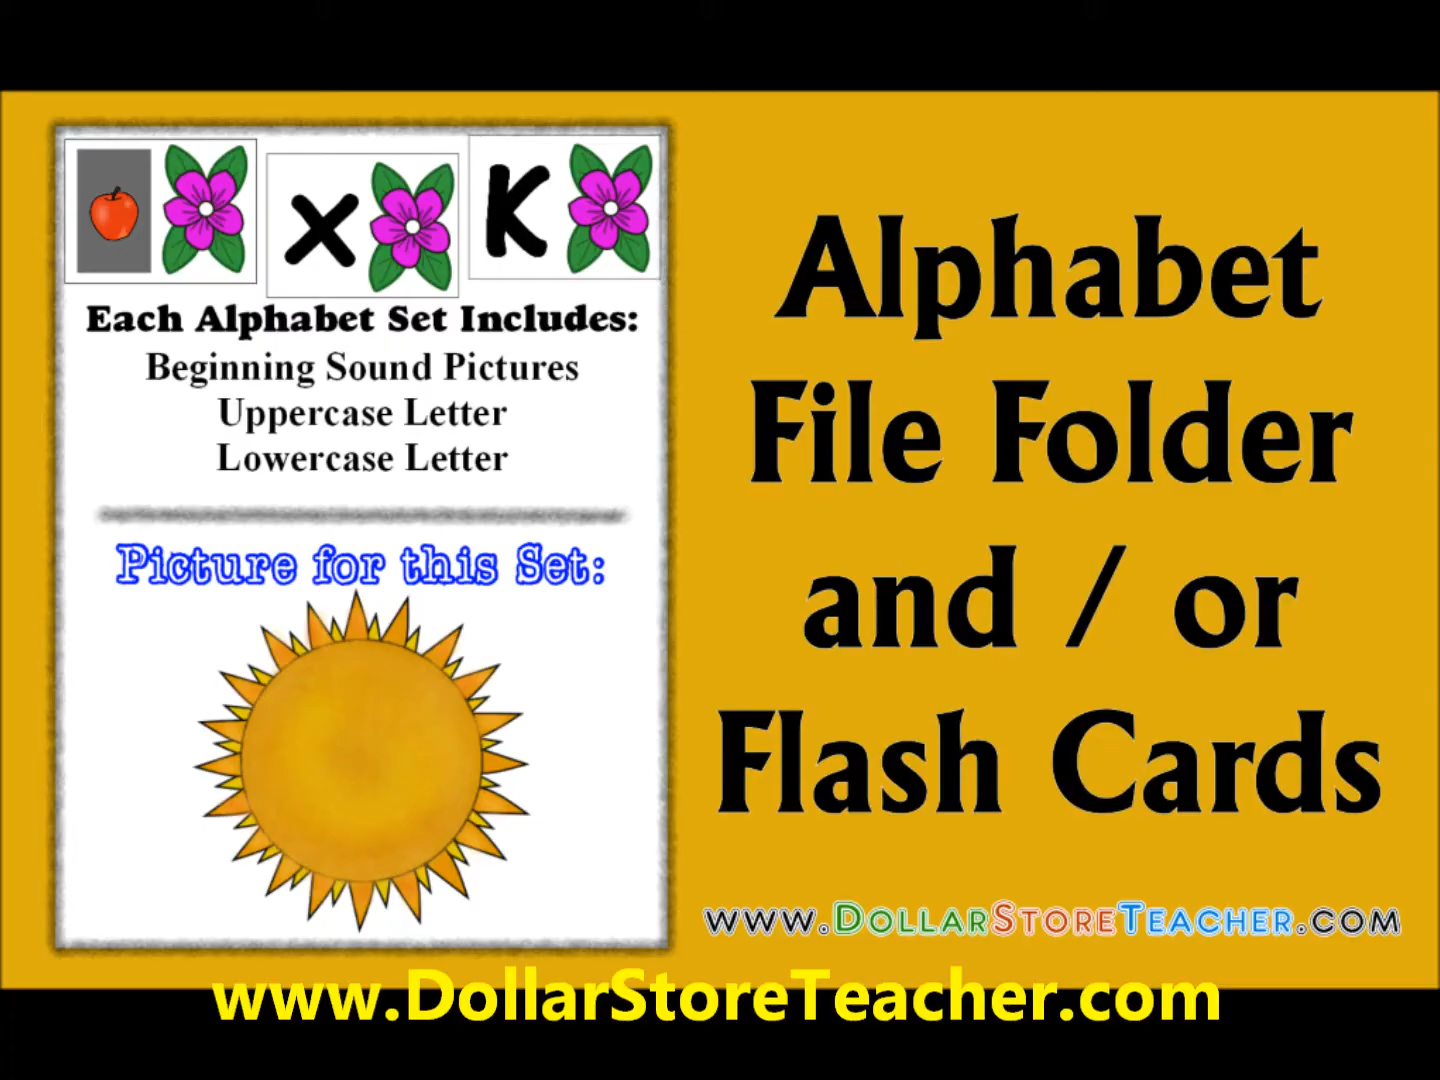 x
K
Each Alphabet Set Includes:
Beginning Sound Pictures
Uppercase Letter
Lowercase Letter
Picture for this Set:
Alphabet
File Folder
and / or
Flash Cards
www.DollarStoreTeacher.com
www.DollarStoreTeacher.com